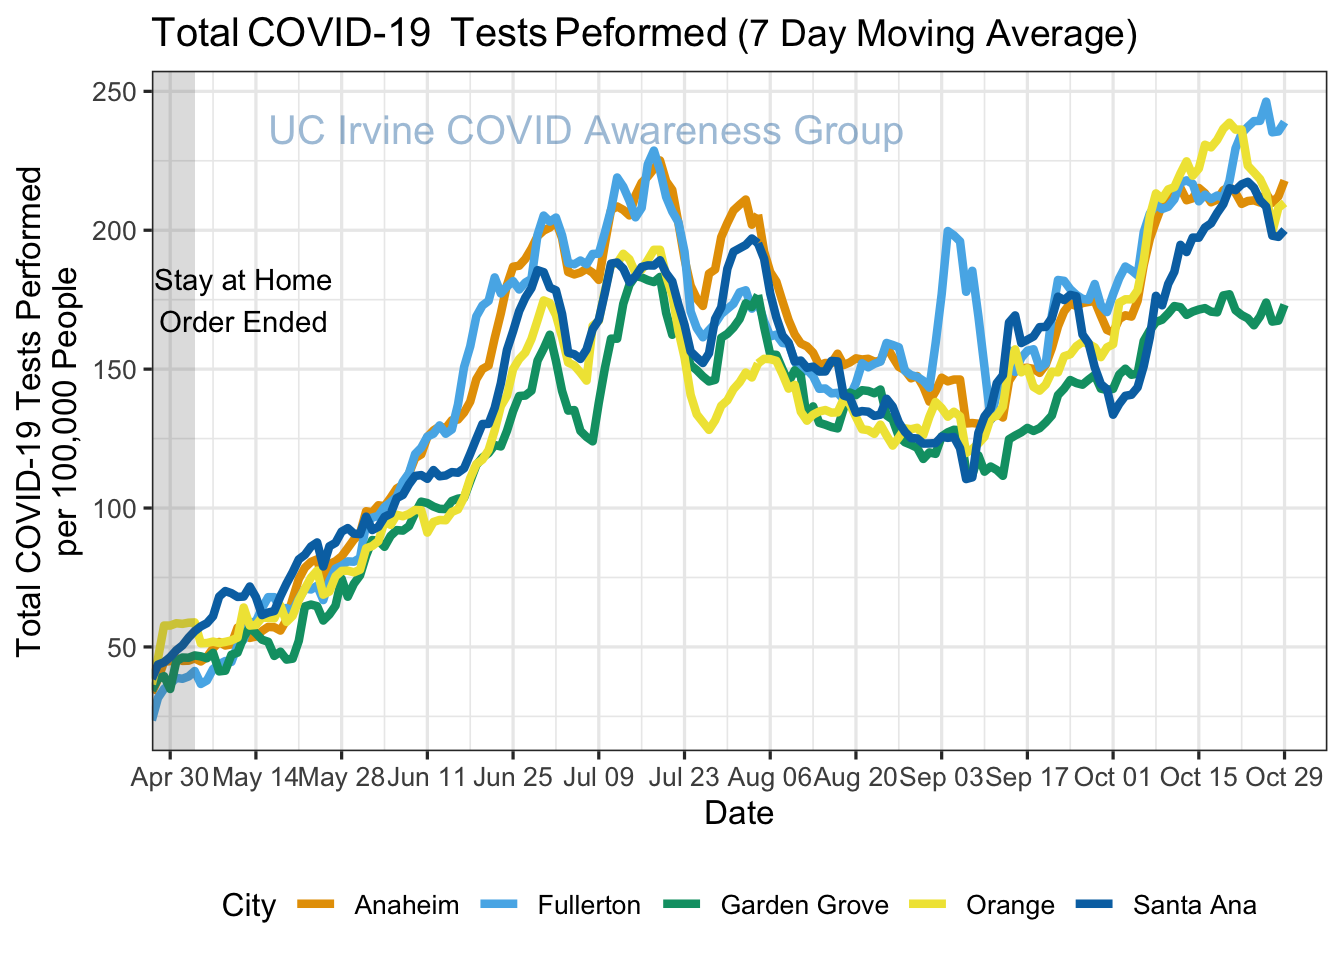 Total COVID-19  Tests Peformed (7 Day Moving Average)
UC Irvine COVID Awareness Group
Stay at Home
Order Ended
Total COVID-19 Tests Performed
per 100,000 People
250
200
150
100
50
Apr 30 May 14 May 28 Jun 11 Jun 25 Jul 09 Jul 23 Aug 06 Aug 20 Sep 03 Sep 17 Oct 01 Oct 15 Oct 29
Date
City Anaheim Fullerton Garden Grove Orange Santa Ana